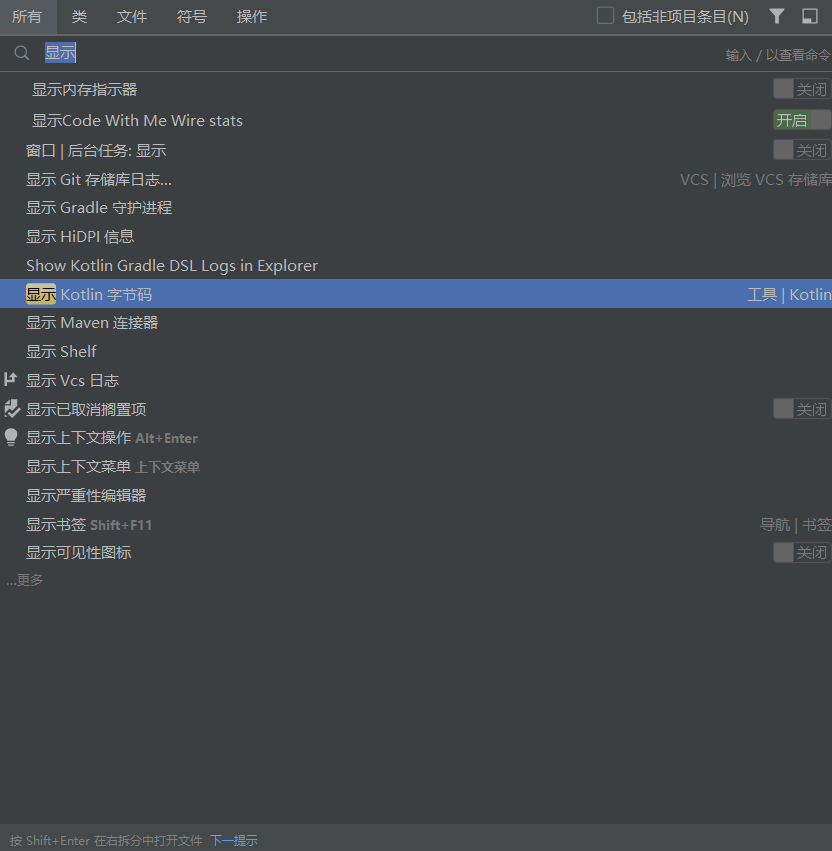 所有 类 文件 符号 操作 包括非项目条目(N)
显示 输入 / 以查看命令
显示内存指示器 关闭
显示Code With Me Wire stats 开启
窗口 | 后台任务: 显示 关闭
显示 Git 存储库日志... VCS | 浏览 VCS 存储库
显示 Gradle 守护进程
显示 HiDPI 信息
Show Kotlin Gradle DSL Logs in Explorer
显示 Kotlin 字节码 工具 | Kotlin
显示 Maven 连接器
显示 Shelf
显示 Vcs 日志
显示已取消搁置项 关闭
显示上下文操作 Alt+Enter
显示上下文菜单 上下文菜单
显示严重性编辑器
显示书签 Shift+F11 导航 | 书签
显示可见性图标 关闭
...更多
按 Shift+Enter 在右拆分中打开文件 下一提示